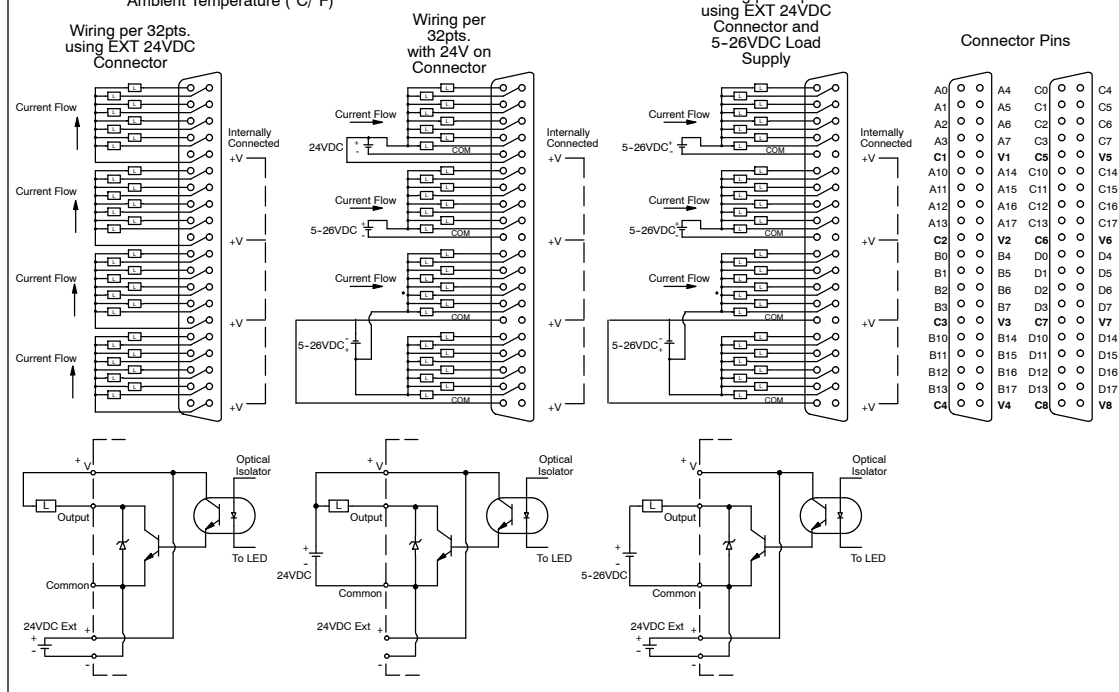 Ambient Temperature (°C/°F)
Wiring per 32pts.
using EXT 24VDC
Connector
Wiring per
32pts.
with 24V on
Connector
using EXT 24VDC
Connector and
5-26VDC Load
Supply
Connector Pins
Current Flow
Current Flow
Current Flow
Current Flow
L L L L L L L L
L L L L L L L L
L L L L L L L L
L L L L L L L L
Internally
Connected
+V
+V
+V
+V
Current Flow
24VDC + -
COM
Current Flow
5-26VDC + -
Current Flow
5-26VDC - +
COM
COM
L L L L L L L L
L L L L L L L L
L L L L L L L L
L L L L L L L L
Internally
Connected
+V
+V
+V
+V
Current Flow
5-26VDC + -
COM
Current Flow
5-26VDC + -
Current Flow
5-26VDC - +
COM
COM
L L L L L L L L
L L L L L L L L
L L L L L L L L
L L L L L L L L
Internally
Connected
+V
+V
+V
+V
A0 A4 C0 C4
A1 A5 C1 C5
A2 A6 C2 C6
A3 A7 C3 C7
C1 V1 C5 V5
A10 A14 C10 C14
A11 A15 C11 C15
A12 A16 C12 C16
A13 A17 C13 C17
C2 V2 C6 V6
B0 B4 D0 D4
B1 B5 D1 D5
B2 B6 D2 D6
B3 B7 D3 D7
C3 V3 C7 V7
B10 B14 D10 D14
B11 B15 D11 D15
B12 B16 D12 D16
B13 B17 D13 D17
C4 V4 C8 V8
+ V
L
Output
Common
24VDC Ext
+ +
- -
Optical
Isolator
To LED
+ V
L
Output
+
-
24VDC
Common
24VDC Ext +
-
Optical
Isolator
To LED
+ V
L
Output
+
-
5-26VDC
Common
24VDC Ext
+ +
- -
Optical
Isolator
To LED